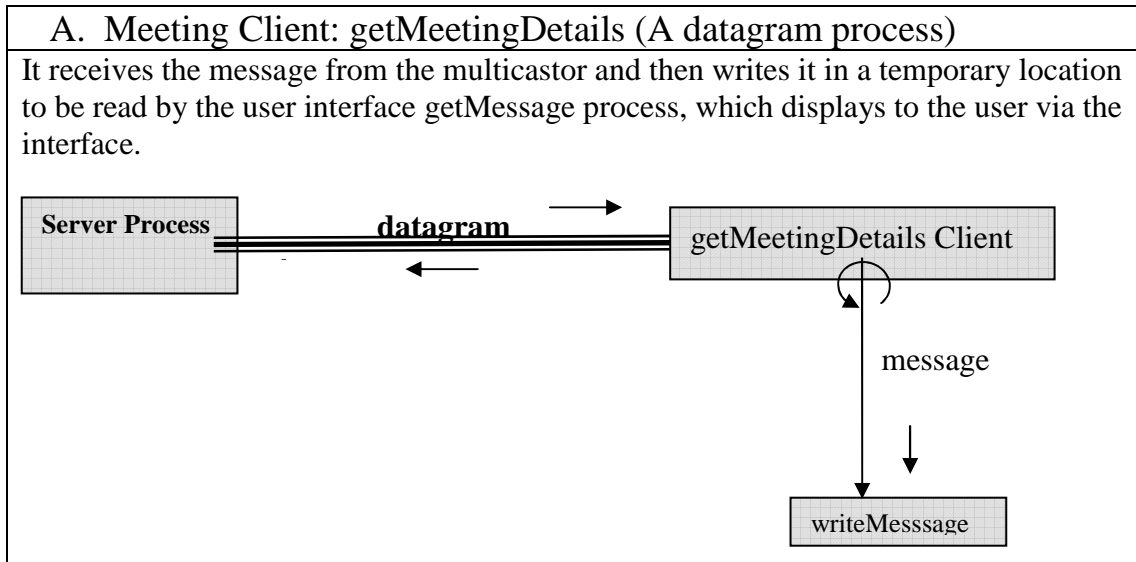 A. Meeting Client: getMeetingDetails (A datagram process)
It receives the message from the multicastor and then writes it in a temporary location
to be read by the user interface getMessage process, which displays to the user via the
interface.
Server Process
datagram
getMeetingDetails Client
message
writeMesssage